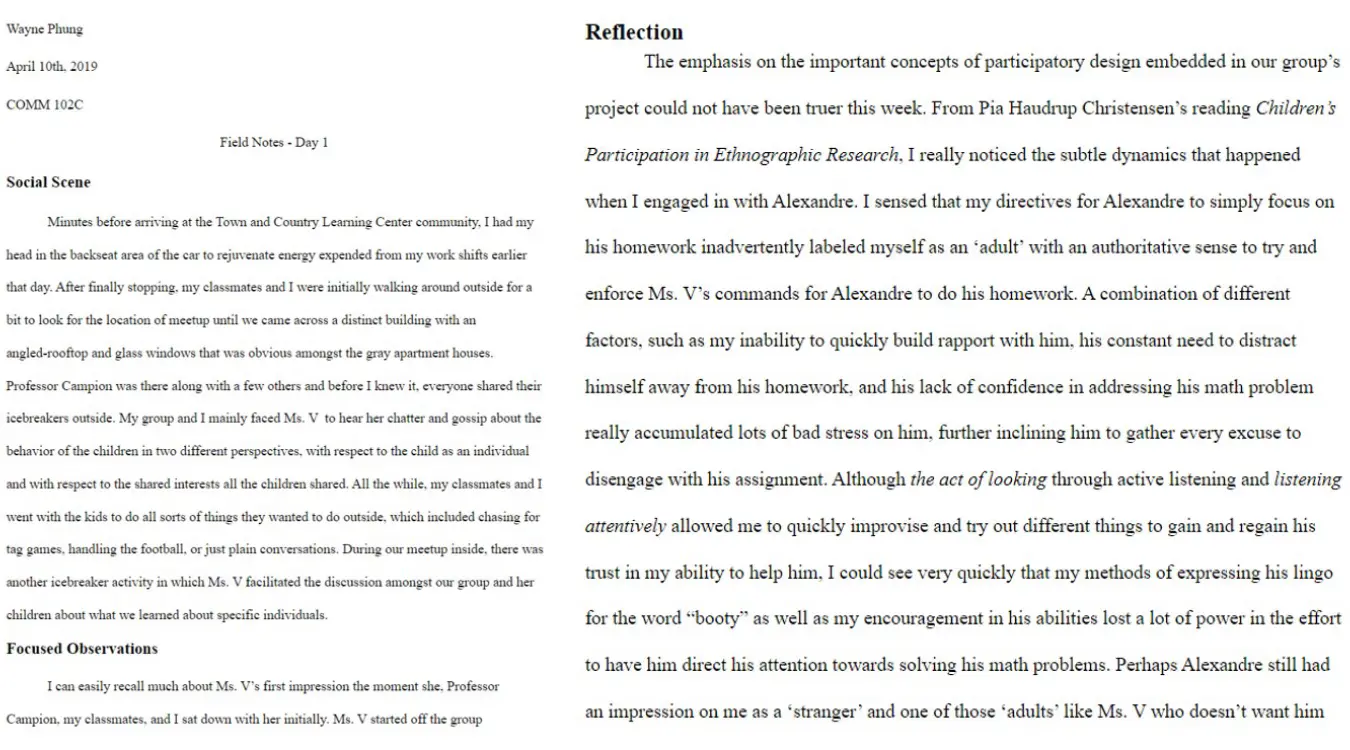 Wayne Phung
April 10th, 2019
COMM 102C
Field Notes - Day 1
Social Scene
Minutes before arriving at the Town and Country Learning Center community, I had my
head in the backseat area of the car to rejuvenate energy expended from my work shifts earlier
that day. After finally stopping, my classmates and I were initially walking around outside for a
bit to look for the location of meetup until we came across a distinct building with an
angled-rooftop and glass windows that was obvious amongst the gray apartment houses.
Professor Campion was there along with a few others and before I knew it, everyone shared their
icebreakers outside. My group and I mainly faced Ms. V to hear her chatter and gossip about the
behavior of the children in two different perspectives, with respect to the child as an individual
and with respect to the shared interests all the children shared. All the while, my classmates and I
went with the kids to do all sorts of things they wanted to do outside, which included chasing for
tag games, handling the football, or just plain conversations. During our meetup inside, there was
another icebreaker activity in which Ms. V facilitated the discussion amongst our group and her
children about what we learned about specific individuals.
Focused Observations
I can easily recall much about Ms. V's first impression the moment she, Professor
Campion, my classmates, and I sat down with her initially. Ms. V started off the group
Reflection
The emphasis on the important concepts of participatory design embedded in our group's
project could not have been truer this week. From Pia Haudrup Christensen's reading Children's
Participation in Ethnographic Research, I really noticed the subtle dynamics that happened
when I engaged in with Alexandre. I sensed that my directives for Alexandre to simply focus on
his homework inadvertently labeled myself as an 'adult' with an authoritative sense to try and
enforce Ms. V's commands for Alexandre to do his homework. A combination of different
factors, such as my inability to quickly build rapport with him, his constant need to distract
himself away from his homework, and his lack of confidence in addressing his math problem
really accumulated lots of bad stress on him, further inclining him to gather every excuse to
disengage with his assignment. Although the act of looking through active listening and listening
attentively allowed me to quickly improvise and try out different things to gain and regain his
trust in my ability to help him, I could see very quickly that my methods of expressing his lingo
for the word "booty" as well as my encouragement in his abilities lost a lot of power in the effort
to have him direct his attention towards solving his math problems. Perhaps Alexandre still had
an impression on me as a 'stranger' and one of those 'adults' like Ms. V who doesn't want him